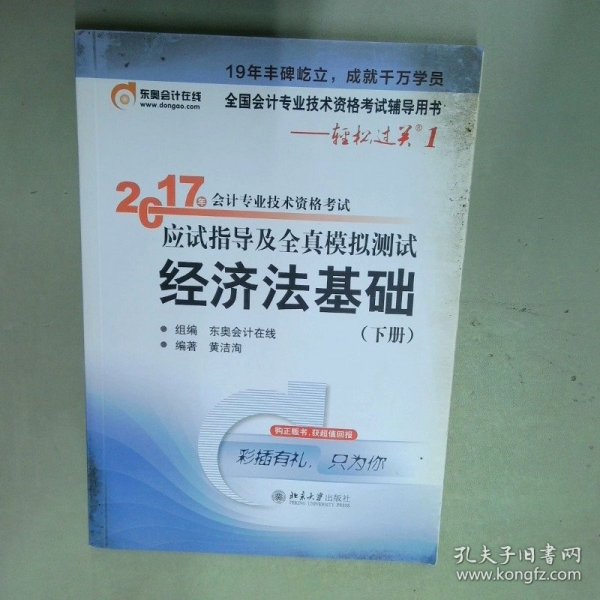 19年丰碑屹立，成就千万学员
东奥会计在线
www.dongao.com
全国会计专业技术资格考试辅导用书
——轻松过关®1
2017年会计专业技术资格考试
应试指导及全真模拟测试
经济法基础
（下册）
● 组编 东奥会计在线
● 编著 黄洁洵
购正版书，获超值回报
彩插有礼，只为你
北京大学出版社
PEKING UNIVERSITY PRESS
孔夫子旧书网
www.kongfz.com